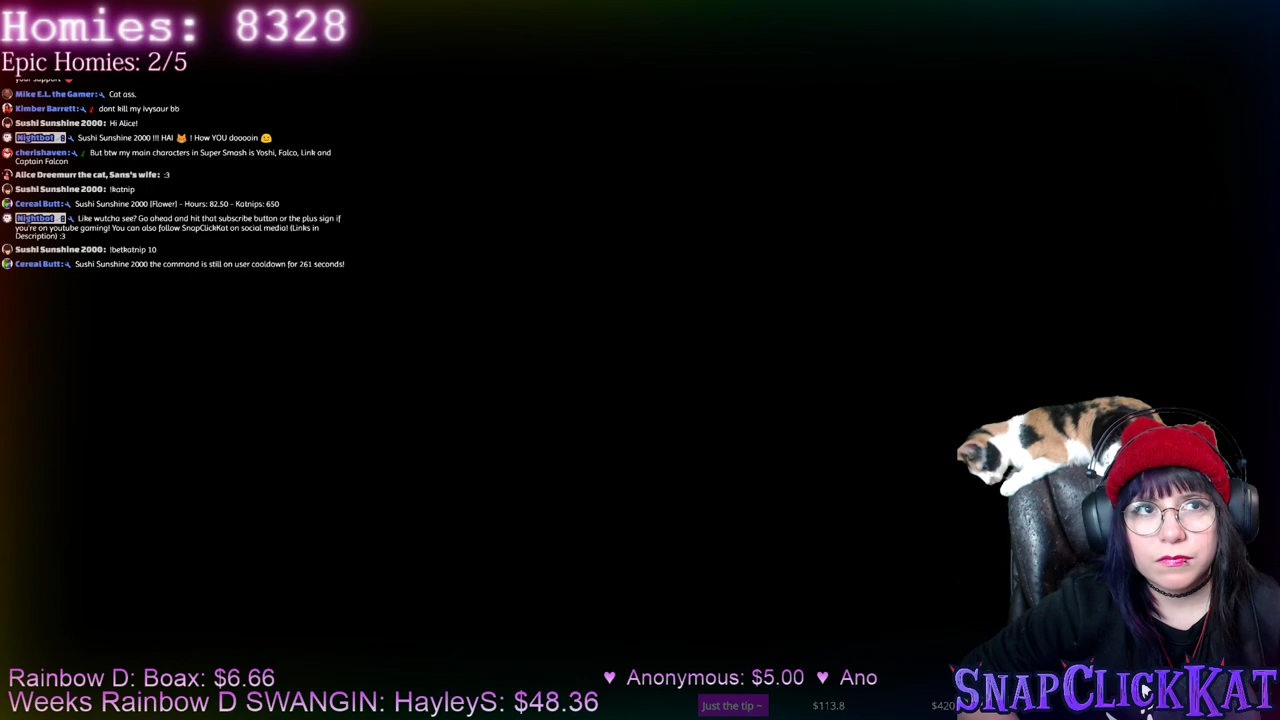 Homies: 8328
Epic Homies: 2/5
your support
Mike E.L. the Gamer: Cat ass.
Kimber Barrett: dont kill my ivysaur bb
Sushi Sunshine 2000: Hi Alice!
Nightbot: Sushi Sunshine 2000 !!! HAI 😺 ! How YOU dooooin 😏
cherishaven: But btw my main characters in Super Smash is Yoshi, Falco, Link and
Captain Falcon
Alice Dreemurr the cat, Sans's wife: :3
Sushi Sunshine 2000: !katnip
Cereal Butt: Sushi Sunshine 2000 [Flower] - Hours: 82.50 - Katnips: 650
Nightbot: Like wutcha see? Go ahead and hit that subscribe button or the plus sign if
you're on youtube gaming! You can also follow SnapClickKat on social media! (Links in
Description) :3
Sushi Sunshine 2000: !betkatnip 10
Cereal Butt: Sushi Sunshine 2000 the command is still on user cooldown for 261 seconds!
Rainbow D: Boax: $6.66
♥ Anonymous: $5.00 ♥ Ano
Weeks Rainbow D SWANGIN: HayleyS: $48.36
Just the tip ~ $113.8 $420
SNAPCLICKKAT